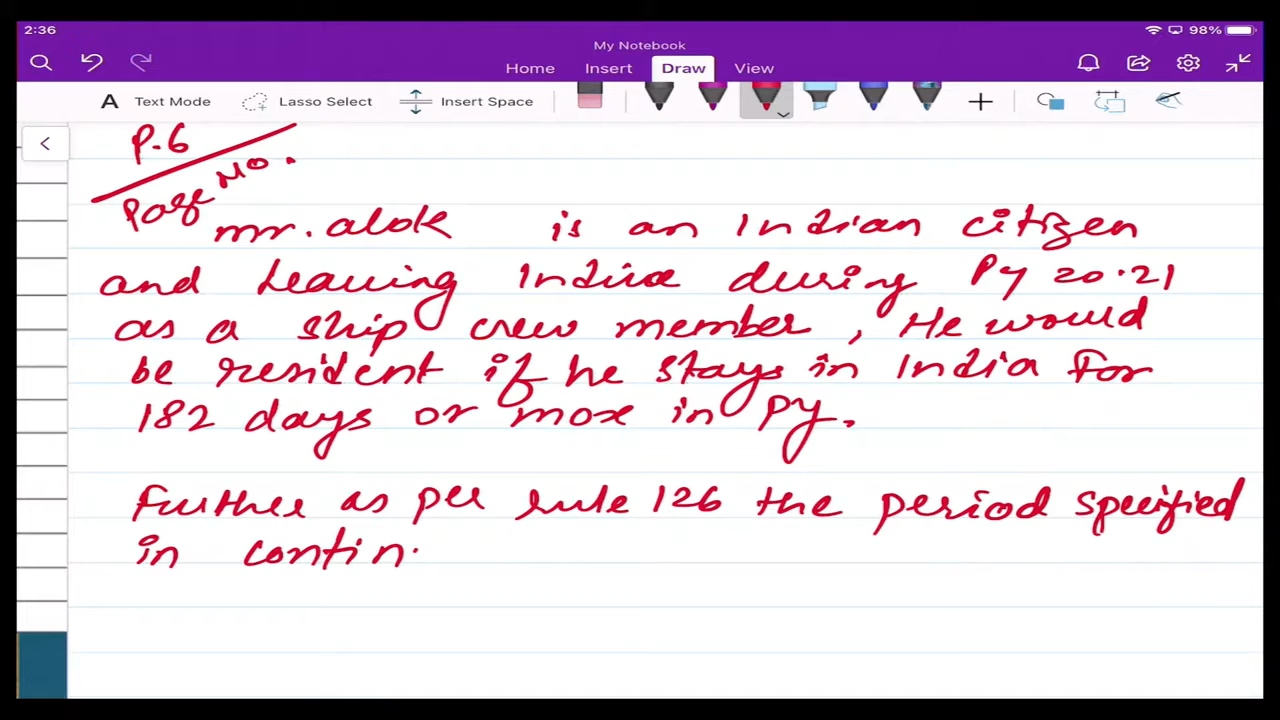 2:36
98%
My Notebook
Home Insert Draw View
A Text Mode Lasso Select Insert Space
P.6
Page No.
mr. alok is an Indian citizen
and leaving India during Py 20.21
as a ship crew member, He would
be resident if he stays in India For
182 days or more in py.
Further as per rule 126 the period specified
in contin.